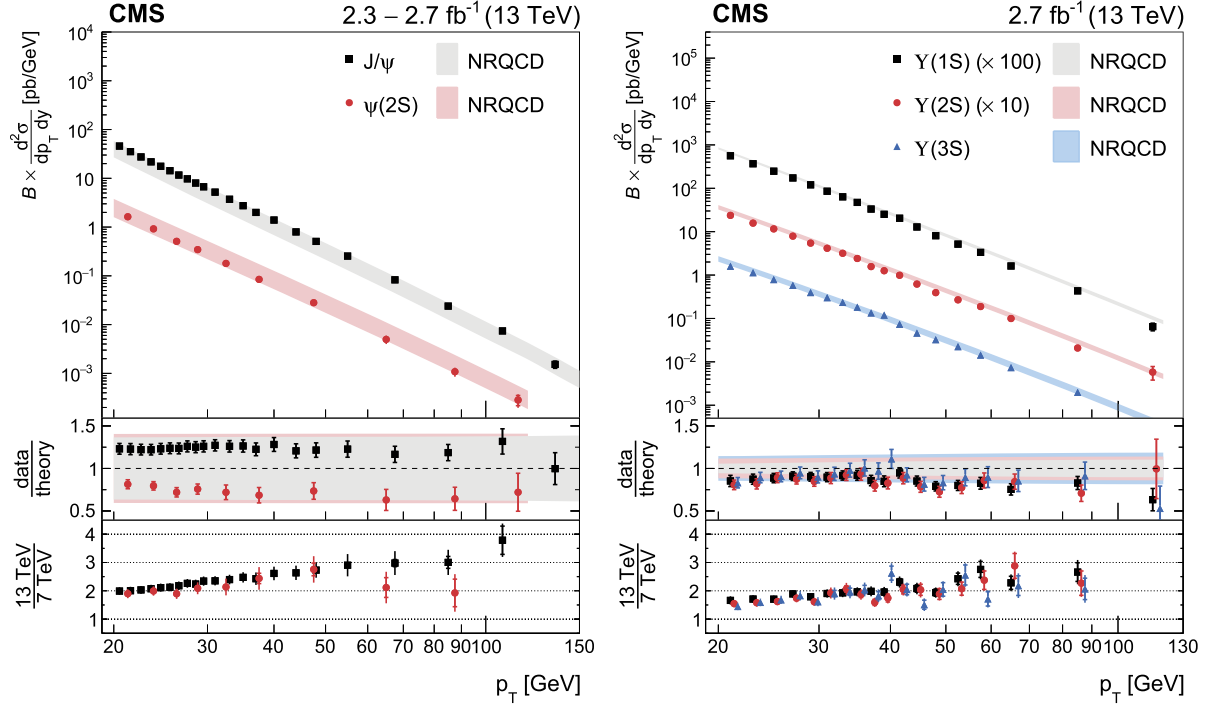 CMS 2.3 − 2.7 fb⁻¹ (13 TeV)
B × d²σ/dp_T dy [pb/GeV]
10⁴
10³
10²
10
1
10⁻¹
10⁻²
10⁻³
J/ψ NRQCD
ψ(2S) NRQCD
data/theory
1.5
1
0.5
13 TeV/7 TeV
4
3
2
1
20 30 40 50 60 70 80 90 100 150
p_T [GeV]
CMS 2.7 fb⁻¹ (13 TeV)
B × d²σ/dp_T dy [pb/GeV]
10⁵
10⁴
10³
10²
10
1
10⁻¹
10⁻²
10⁻³
ϒ(1S) (× 100) NRQCD
ϒ(2S) (× 10) NRQCD
ϒ(3S) NRQCD
data/theory
1.5
1
0.5
13 TeV/7 TeV
4
3
2
1
20 30 40 50 60 70 80 100 130
p_T [GeV]